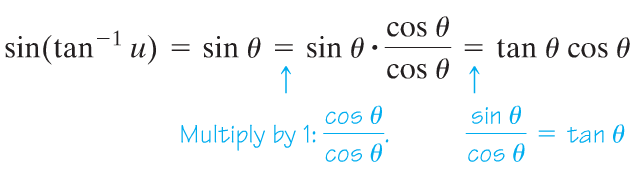 sin(tan⁻¹ u) = sin θ = sin θ · cos θ / cos θ = tan θ cos θ
Multiply by 1: cos θ / cos θ. sin θ / cos θ = tan θ